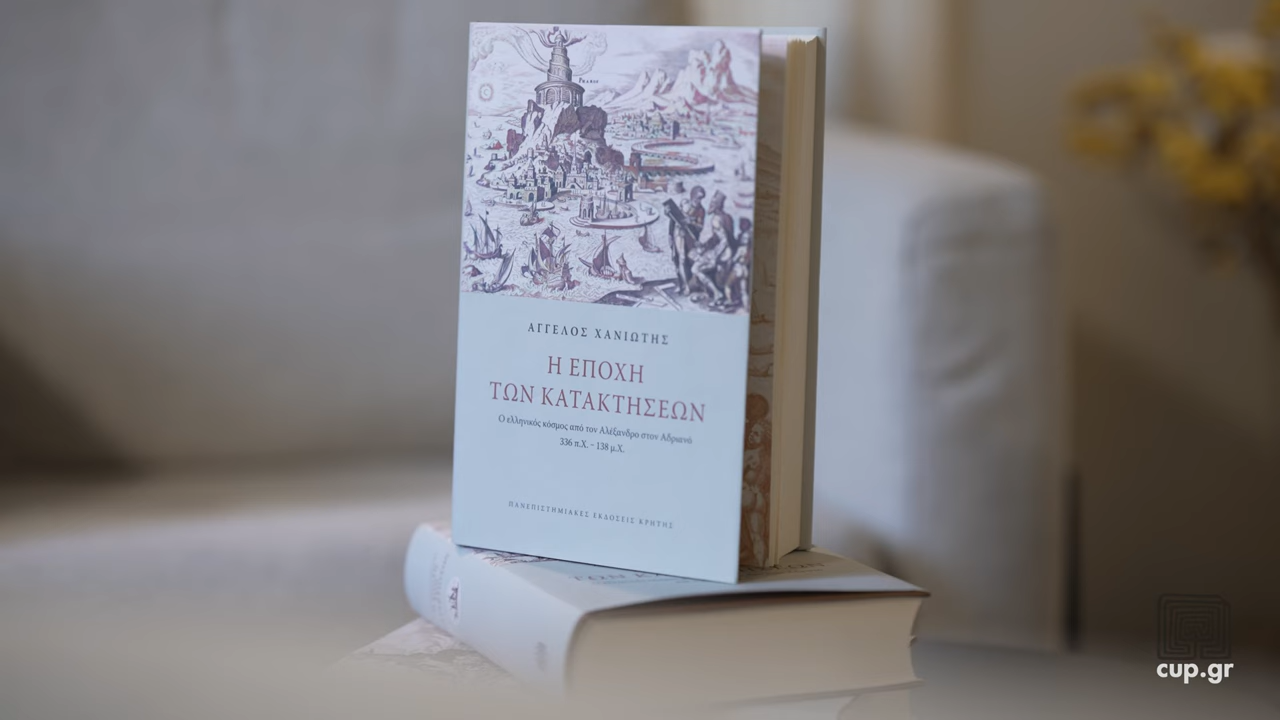 PHARIS
ΑΓΓΕΛΟΣ ΧΑΝΙΩΤΗΣ
Η ΕΠΟΧΗ
ΤΩΝ ΚΑΤΑΚΤΗΣΕΩΝ
Ο ελληνικός κόσμος από τον Αλέξανδρο στον Αδριανό
336 π.Χ. – 138 μ.Χ.
ΠΑΝΕΠΙΣΤΗΜΙΑΚΕΣ ΕΚΔΟΣΕΙΣ ΚΡΗΤΗΣ
cup.gr